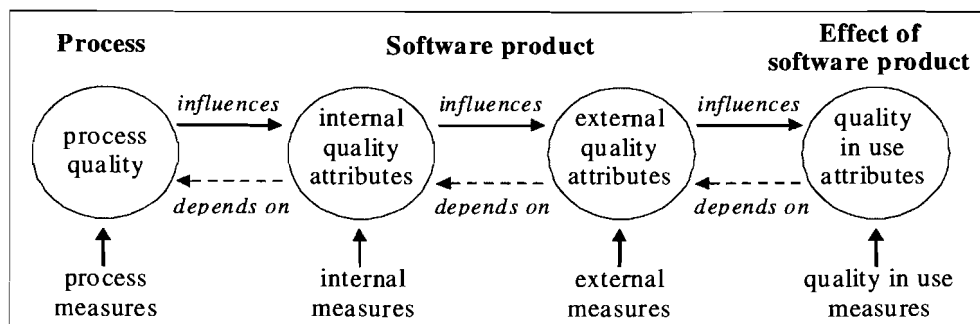 Process
Software product
Effect of
software product
influences
influences
influences
process
quality
internal
quality
attributes
external
quality
attributes
quality
in use
attributes
depends on
depends on
depends on
process
measures
internal
measures
external
measures
quality in use
measures